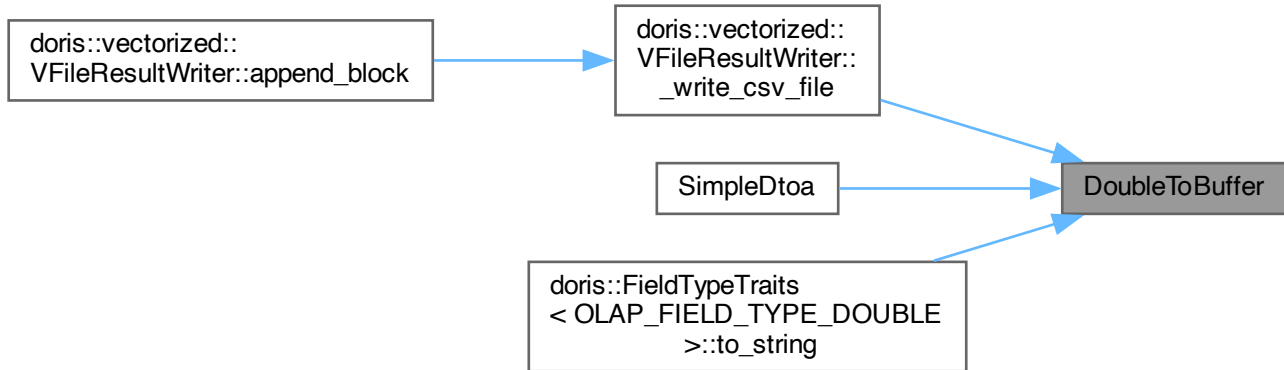 doris::vectorized::
VFileResultWriter::append_block
doris::vectorized::
VFileResultWriter::
_write_csv_file
SimpleDtoa
DoubleToBuffer
doris::FieldTypeTraits
< OLAP_FIELD_TYPE_DOUBLE
>::to_string